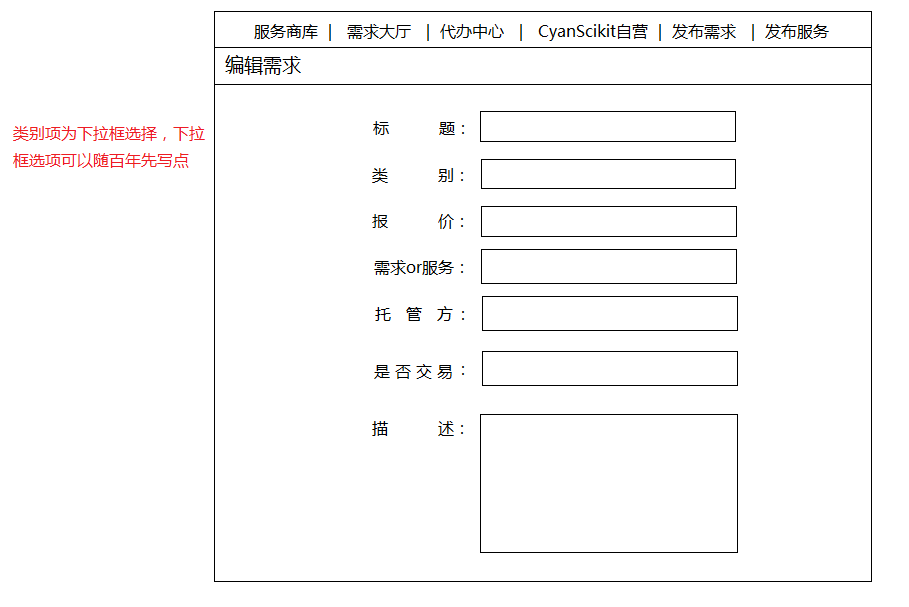 服务商库 | 需求大厅 | 代办中心 | CyanScikit自营 | 发布需求 | 发布服务
编辑需求
类别项为下拉框选择，下拉
框选项可以随百年先写点
标 题：
类 别：
报 价：
需求or服务：
托 管 方：
是 否 交 易：
描 述：